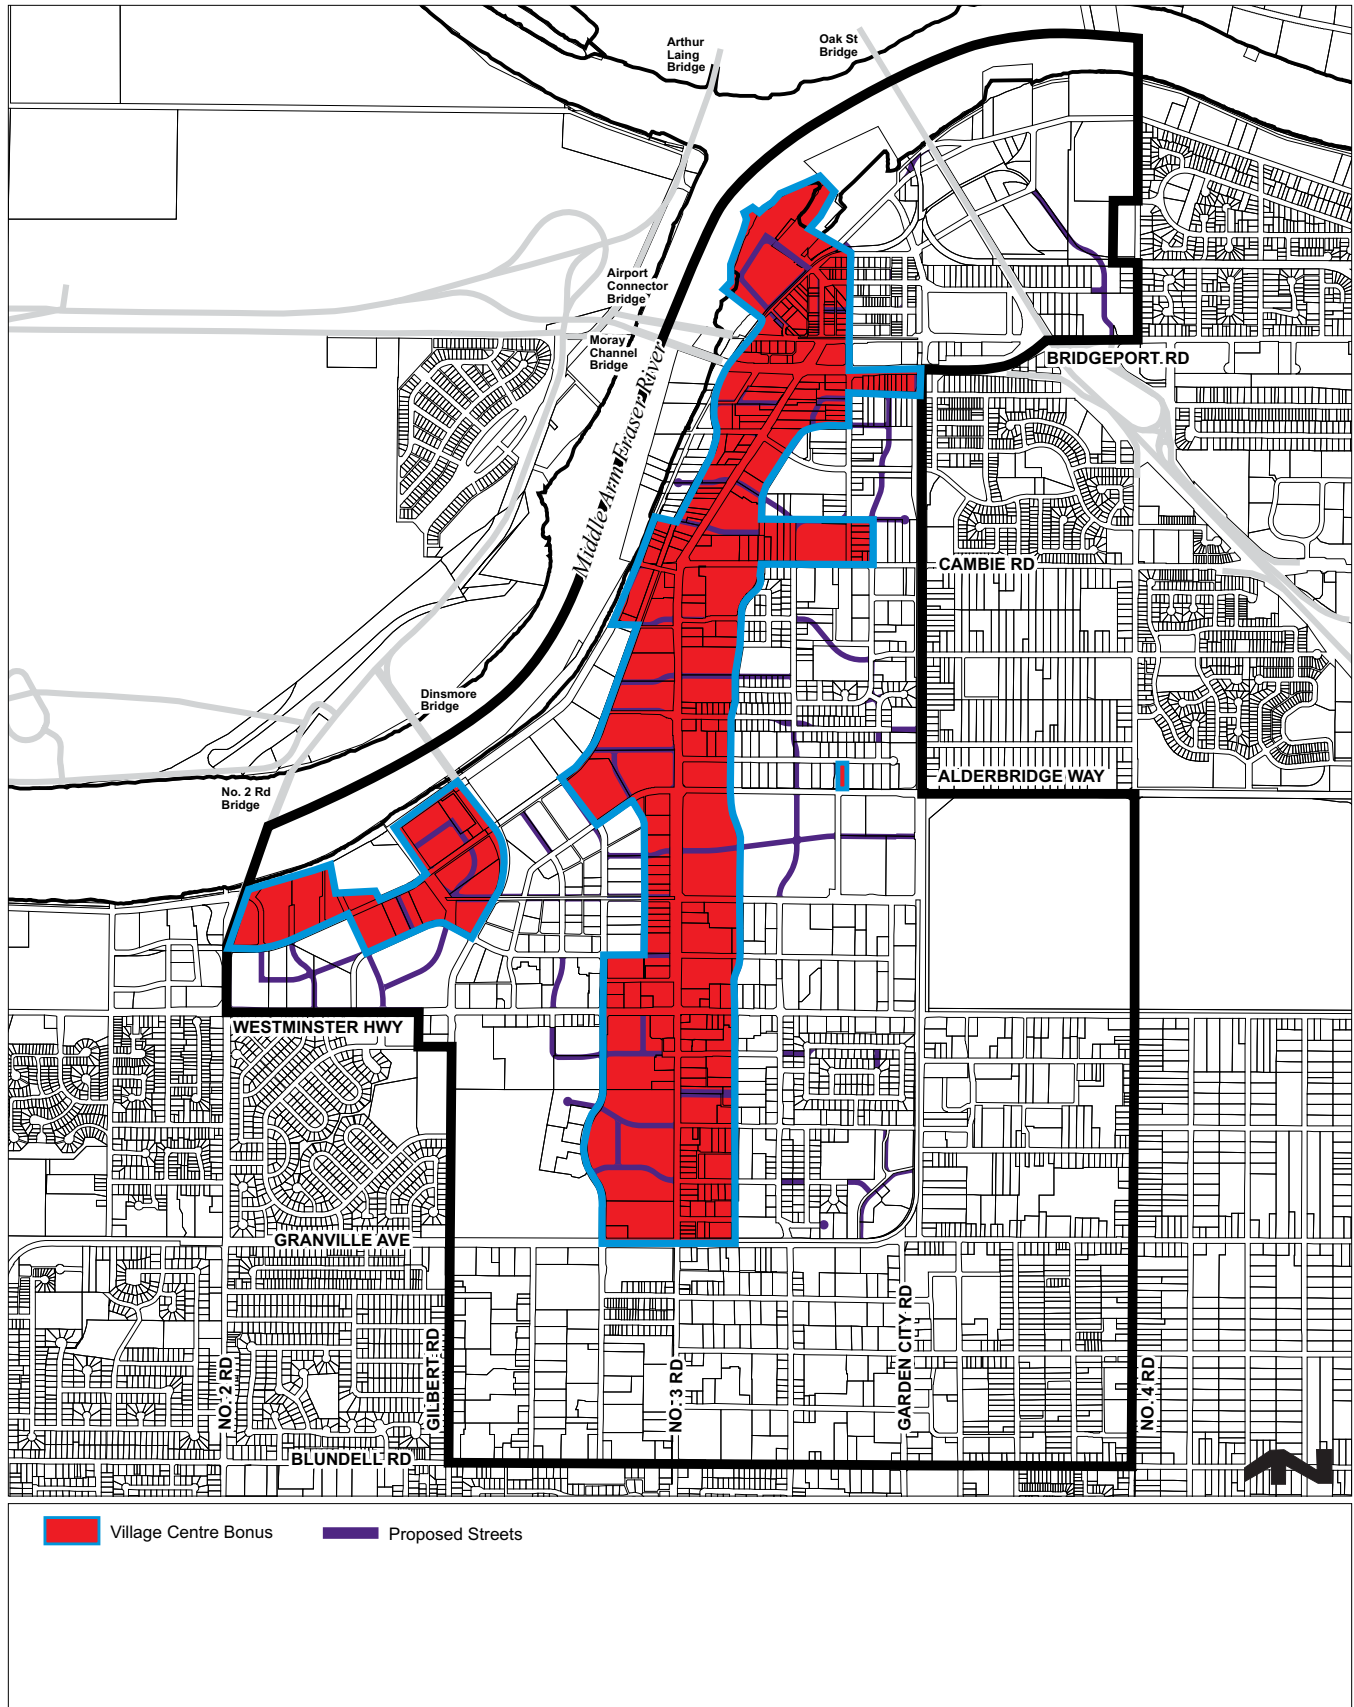 Arthur
Laing
Bridge
Oak St
Bridge
Airport
Connector
Bridge
Moray
Channel
Bridge
BRIDGEPORT RD
Middle Arm Fraser River
CAMBIE RD
Dinsmore
Bridge
ALDERBRIDGE WAY
No. 2 Rd
Bridge
WESTMINSTER HWY
GRANVILLE AVE
NO. 2 RD
GILBERT RD
NO. 3 RD
GARDEN CITY RD
NO. 4 RD
BLUNDELL RD
Village Centre Bonus
Proposed Streets